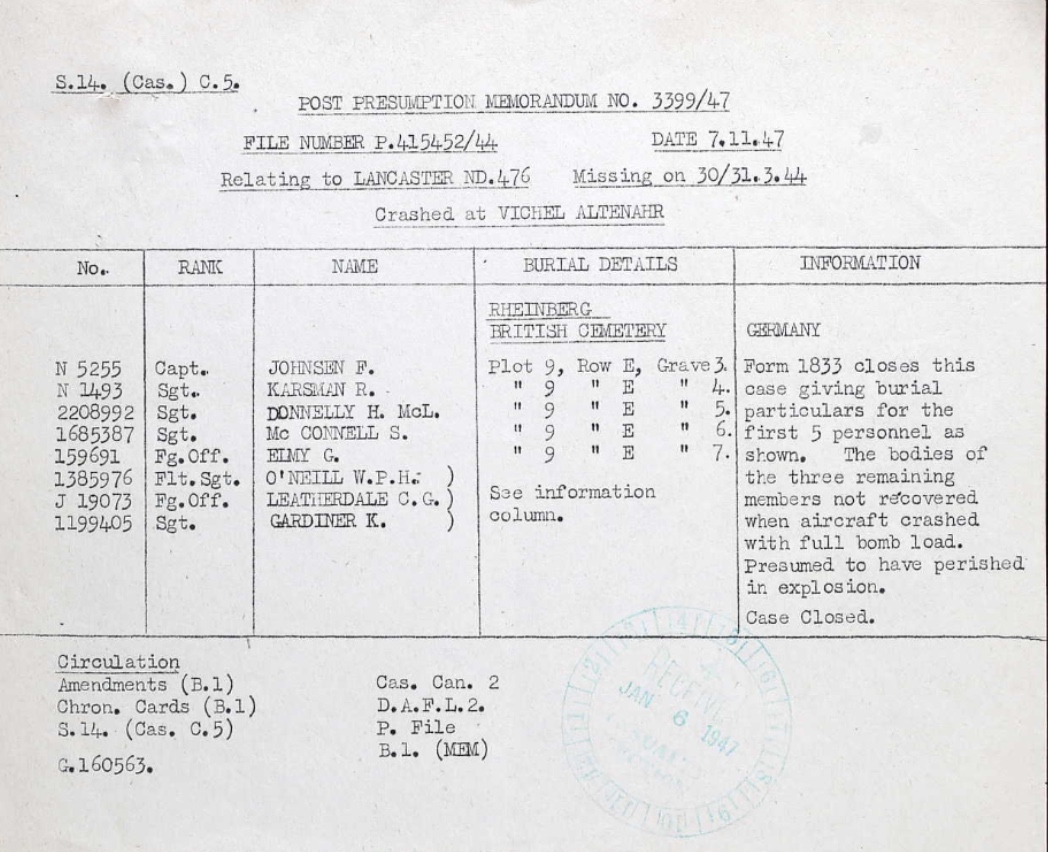 S.14. (Cas.) C.5.
POST PRESUMPTION MEMORANDUM NO. 3399/47
FILE NUMBER P.415452/44 DATE 7.11.47
Relating to LANCASTER ND.476 Missing on 30/31.3.44
Crashed at VICHEL ALTENAHR
No. RANK NAME BURIAL DETAILS INFORMATION
RHEINBERG
BRITISH CEMETERY GERMANY
N 5255 Capt. JOHNSEN F. Plot 9, Row E, Grave 3. Form 1833 closes this
N 1493 Sgt. KARSMAN R. " 9 " E " 4. case giving burial
2208992 Sgt. DONNELLY H. McL. " 9 " E " 5. particulars for the
1685387 Sgt. Mc CONNELL S. " 9 " E " 6. first 5 personnel as
159691 Fg.Off. ELMY G. " 9 " E " 7. shown. The bodies of
1385976 Flt.Sgt. O'NEILL W.P.H. ) the three remaining
J 19073 Fg.Off. LEATHERDALE C.G. ) See information members not recovered
1199405 Sgt. GARDINER K. ) column. when aircraft crashed
with full bomb load.
Presumed to have perished
in explosion.
Case Closed.
Circulation
Amendments (B.1) Cas. Can. 2
Chron. Cards (B.1) D.A.F.L.2.
S.14. (Cas. C.5) P. File
B.1. (MEM)
G.160563.
RECEIVED
JAN 6 1947